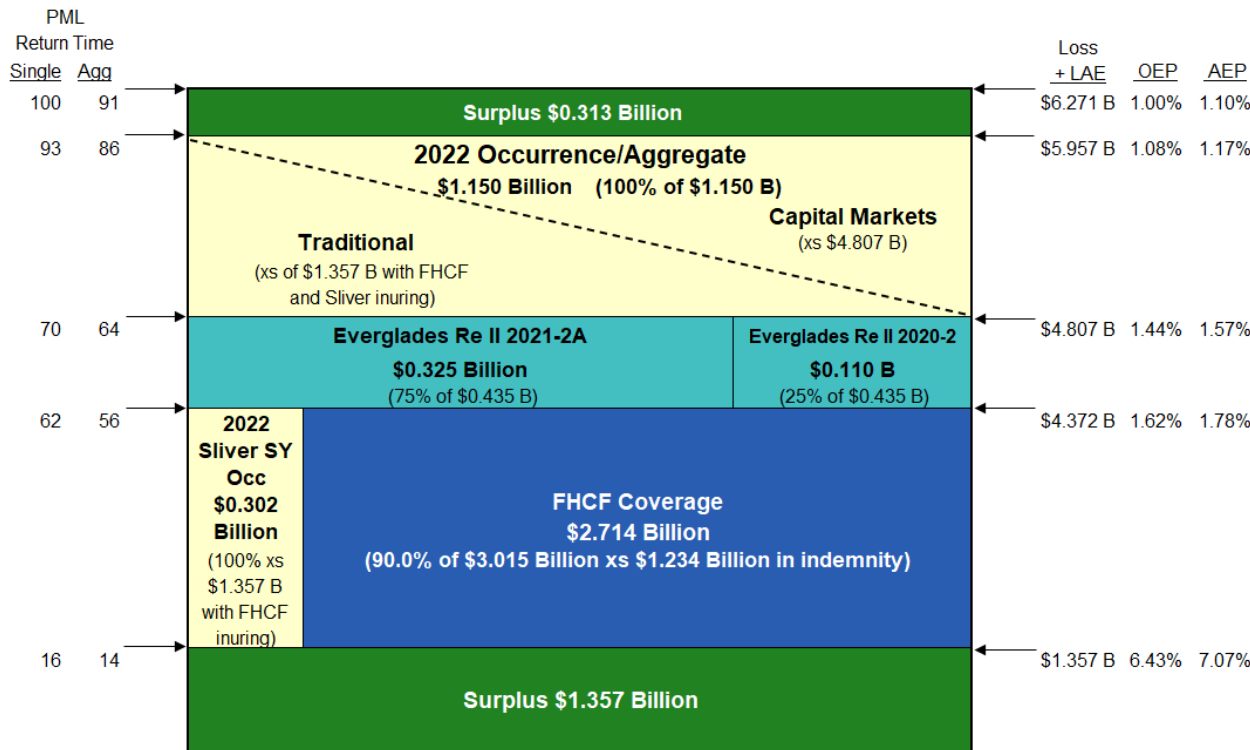 PML
Return Time
Single Agg
Loss
+ LAE OEP AEP
100 91
Surplus $0.313 Billion
$6.271 B 1.00% 1.10%
93 86
$5.957 B 1.08% 1.17%
2022 Occurrence/Aggregate
$1.150 Billion (100% of $1.150 B)
Capital Markets
(xs $4.807 B)
Traditional
(xs of $1.357 B with FHCF
and Sliver inuring)
70 64
$4.807 B 1.44% 1.57%
Everglades Re II 2021-2A
$0.325 Billion
(75% of $0.435 B)
Everglades Re II 2020-2
$0.110 B
(25% of $0.435 B)
62 56
$4.372 B 1.62% 1.78%
2022
Sliver SY
Occ
$0.302
Billion
(100% xs
$1.357 B
with FHCF
inuring)
FHCF Coverage
$2.714 Billion
(90.0% of $3.015 Billion xs $1.234 Billion in indemnity)
16 14
$1.357 B 6.43% 7.07%
Surplus $1.357 Billion